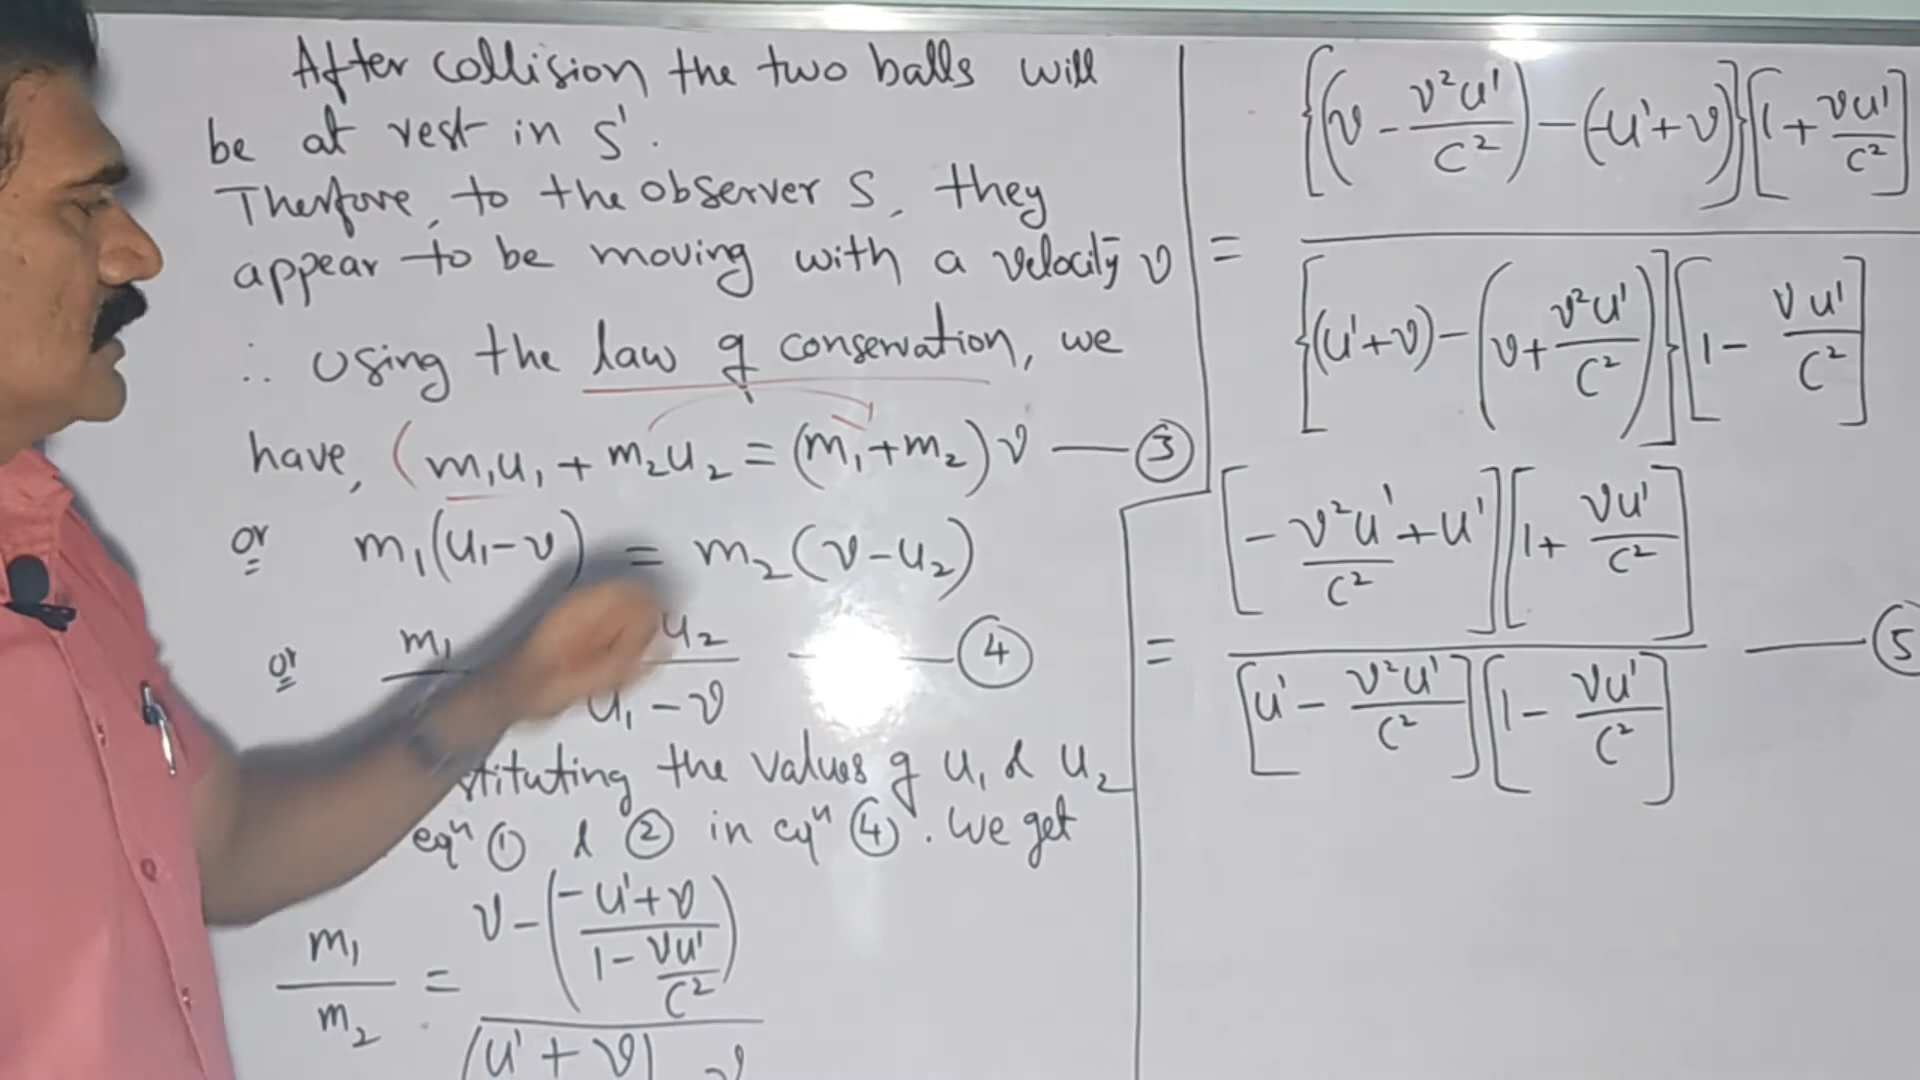 After collision the two balls will
be at rest in S'.
Therfore, to the observer S, they
appear to be moving with a velocity v
∴ using the law of conservation, we
have, (m₁u₁ + m₂u₂ = (m₁+m₂)v — ③
or m₁(u₁-v) = m₂(v-u₂)
or m₁ u₂ / u₁ - v — ④
stituting the values of u₁ & u₂
eqⁿ ① & ② in eqⁿ ④. We get
m₁/m₂ = v - ((-u'+v)/(1 - vu'/c²)) / (u'+v) v
= {(v - v²u'/c²) - (-u'+v)}[1 + vu'/c²] / {(u'+v) - (v + v²u'/c²)}[1 - vu'/c²]
= [-v²u'/c² + u'][1 + vu'/c²] / [u' - v²u'/c²][1 - vu'/c²] — ⑤